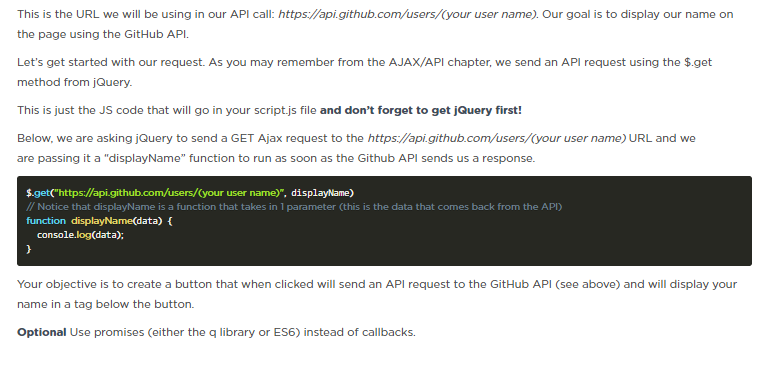 This is the URL we will be using in our API call: https://api.github.com/users/(your user name). Our goal is to display our name on
the page using the GitHub API.
Let's get started with our request. As you may remember from the AJAX/API chapter, we send an API request using the $.get
method from jQuery.
This is just the JS code that will go in your script.js file and don't forget to get jQuery first!
Below, we are asking jQuery to send a GET Ajax request to the https://api.github.com/users/(your user name) URL and we
are passing it a “displayName” function to run as soon as the Github API sends us a response.
$.get("https://api.github.com/users/(your user name)", displayName)
// Notice that displayName is a function that takes in 1 parameter (this is the data that comes back from the API)
function displayName(data) {
  console.log(data);
}
Your objective is to create a button that when clicked will send an API request to the GitHub API (see above) and will display your
name in a tag below the button.
Optional Use promises (either the q library or ES6) instead of callbacks.